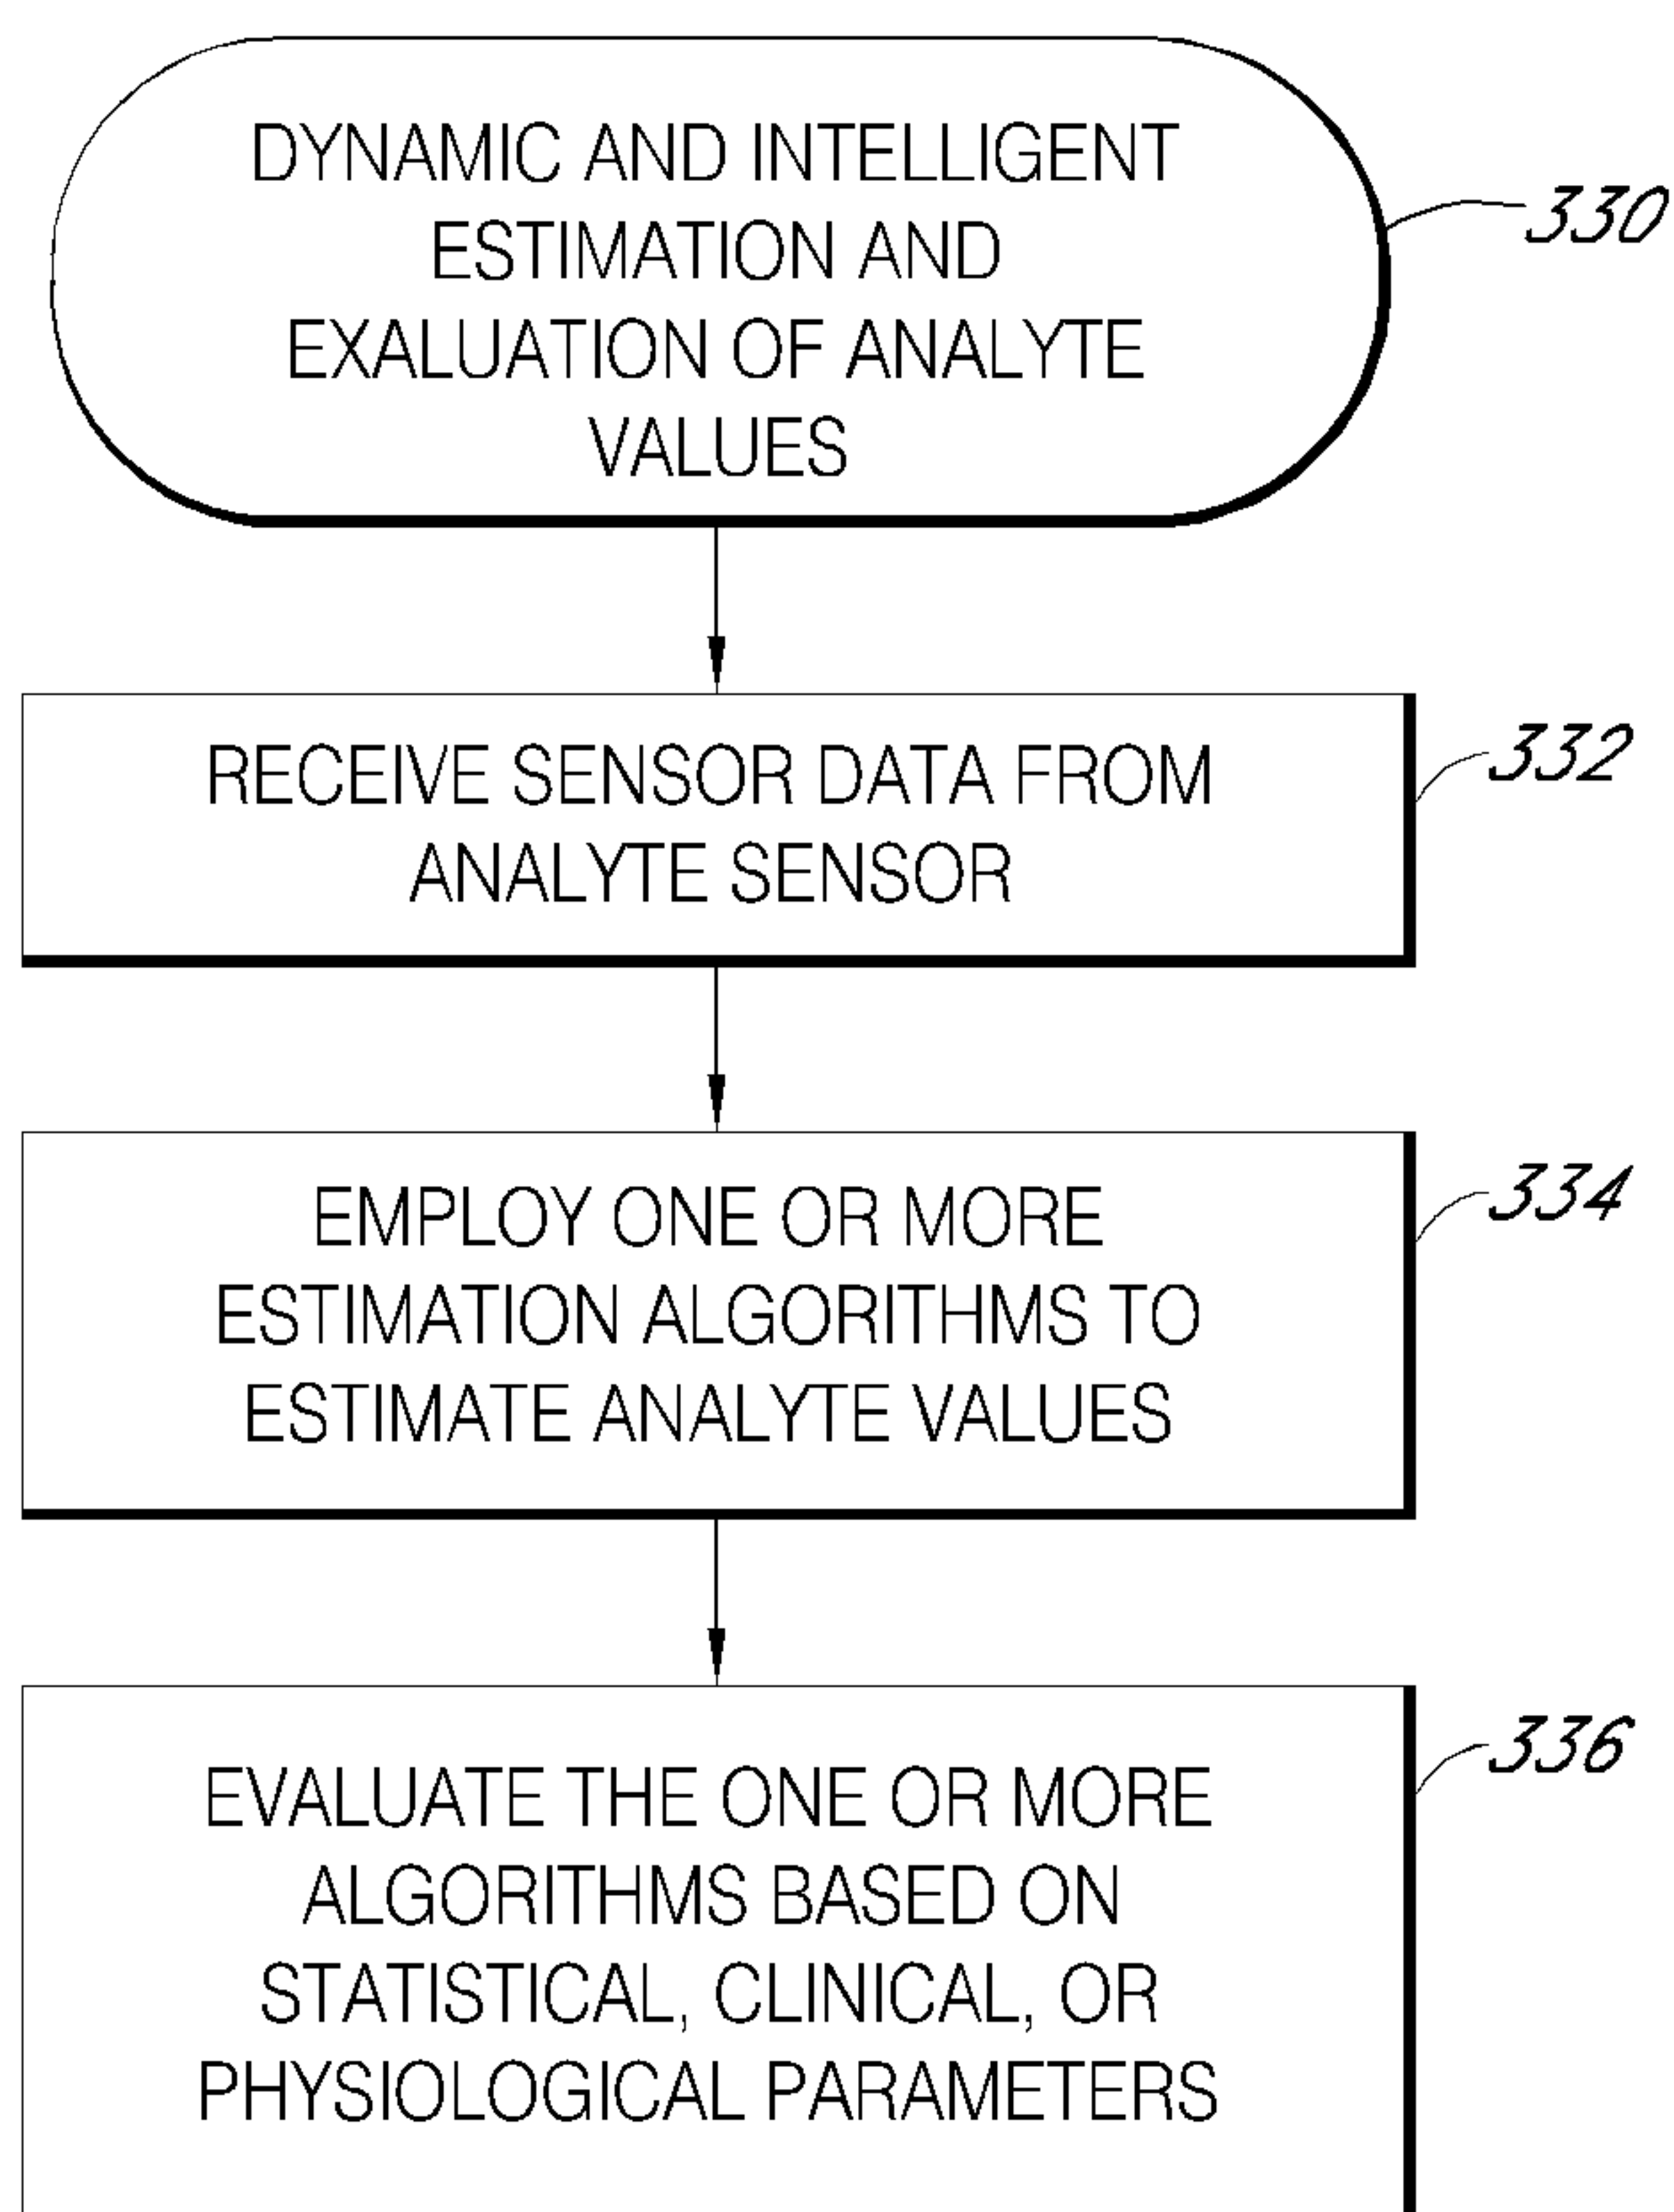 DYNAMIC AND INTELLIGENT
ESTIMATION AND
EXALUATION OF ANALYTE
VALUES
330
RECEIVE SENSOR DATA FROM
ANALYTE SENSOR
332
EMPLOY ONE OR MORE
ESTIMATION ALGORITHMS TO
ESTIMATE ANALYTE VALUES
334
EVALUATE THE ONE OR MORE
ALGORITHMS BASED ON
STATISTICAL, CLINICAL, OR
PHYSIOLOGICAL PARAMETERS
336